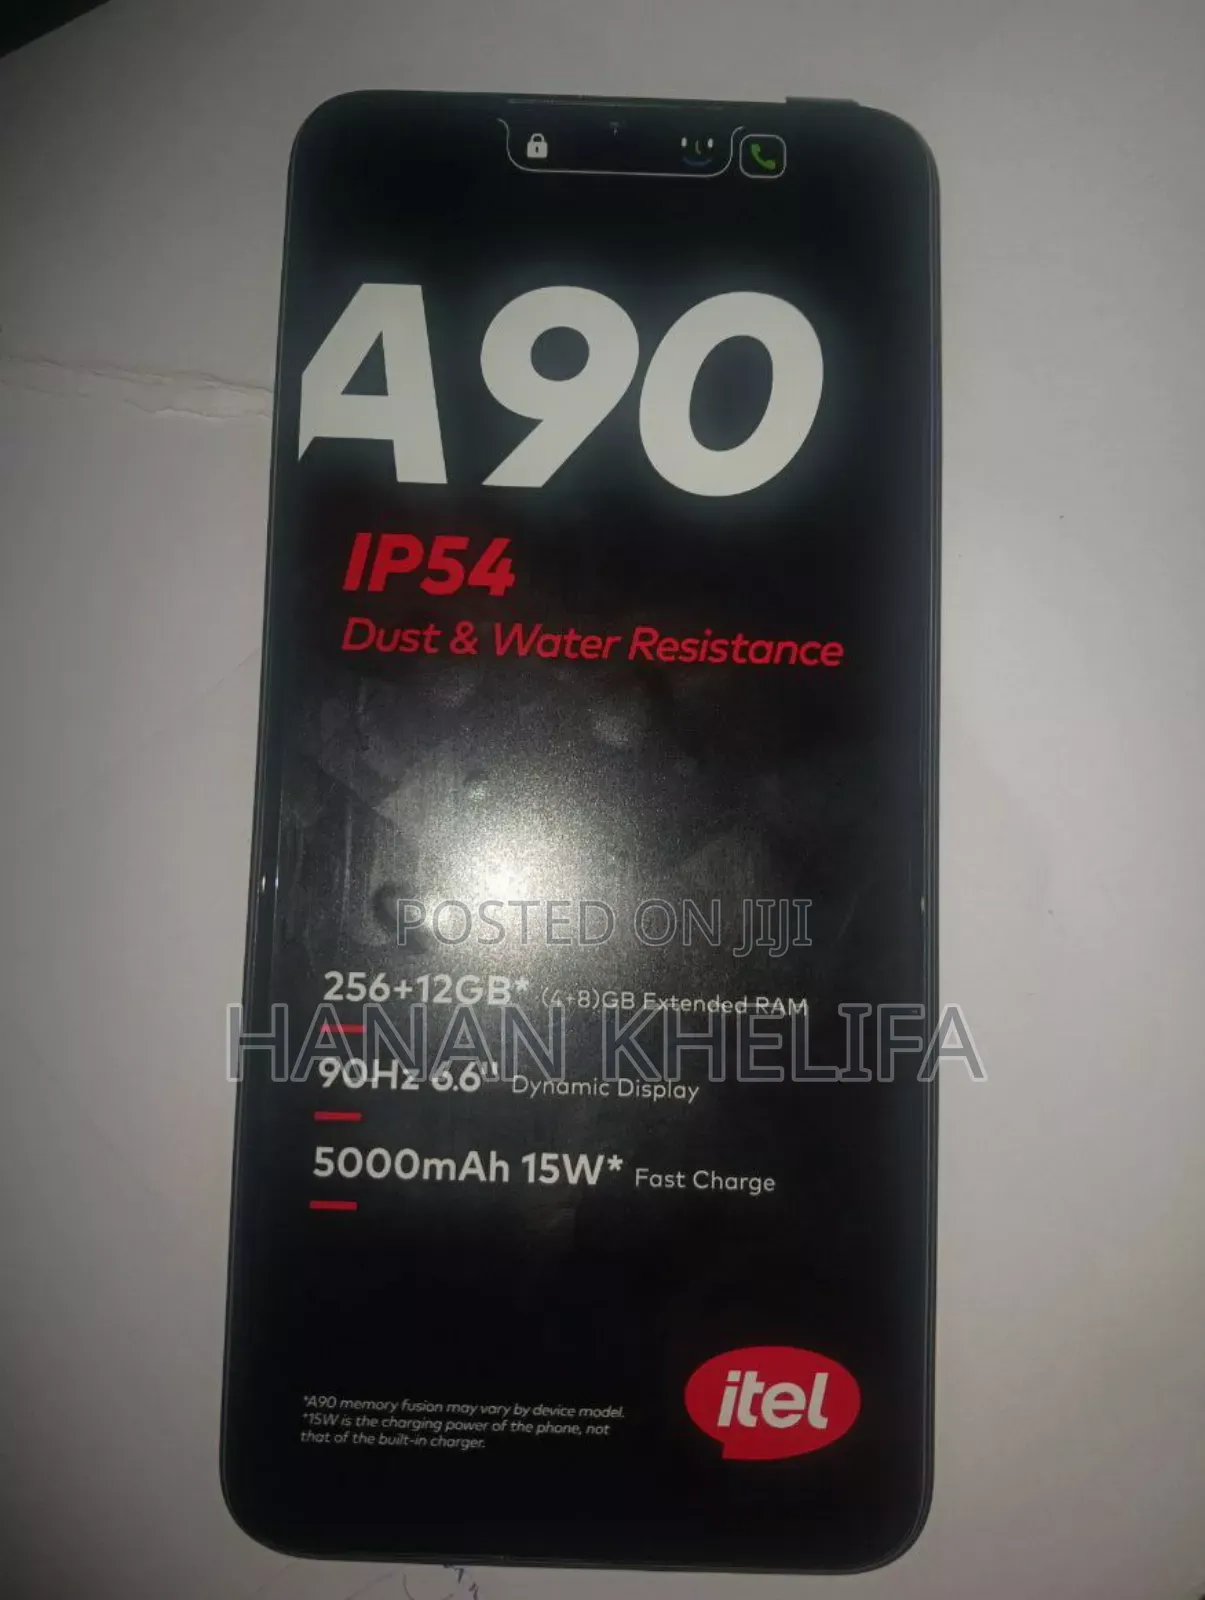 A90
IP54
Dust & Water Resistance
POSTED ON JIJI
256+12GB* (4+8)GB Extended RAM
HANAN KHELIFA
90Hz 6.6" Dynamic Display
5000mAh 15W* Fast Charge
itel
*A90 memory fusion may vary by device model.
*15W is the charging power of the phone, not
that of the built-in charger.